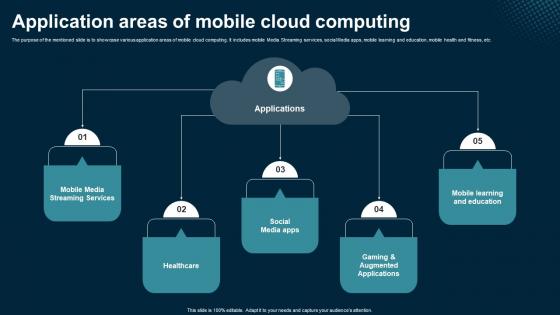 Application areas of mobile cloud computing
The purpose of the mentioned slide is to showcase various application areas of mobile cloud computing. It includes mobile Media Streaming services, social Media apps, mobile learning and education, mobile health and fitness, etc.
Applications
01
Mobile Media
Streaming Services
02
Healthcare
03
Social
Media apps
04
Gaming &
Augmented
Applications
05
Mobile learning
and education
This slide is 100% editable. Adapt it to your needs and capture your audience's attention.